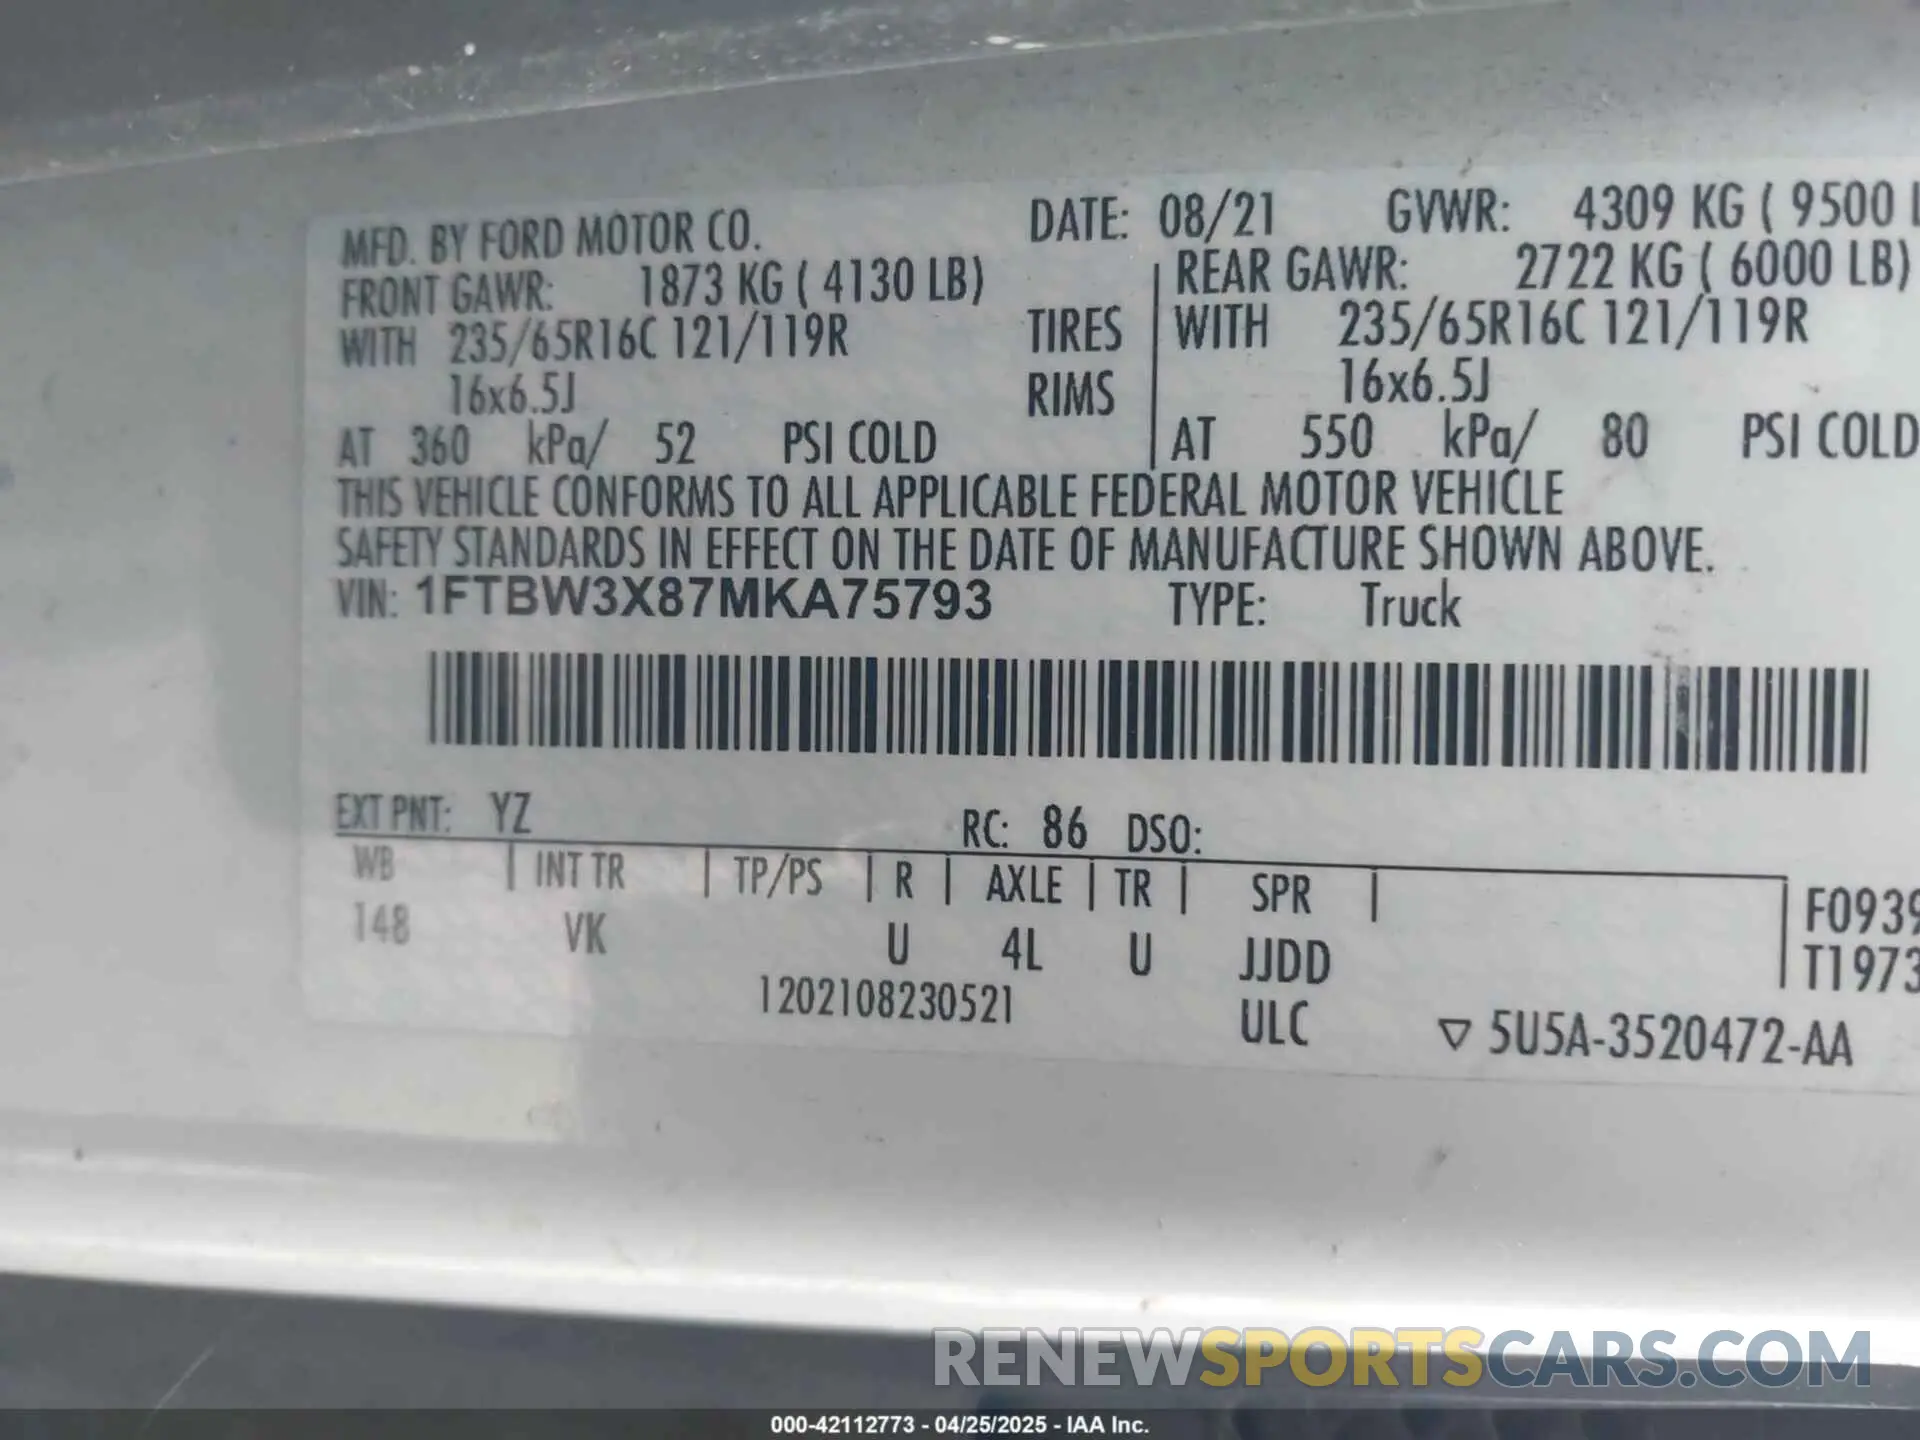 MFD. BY FORD MOTOR CO. DATE: 08/21 GVWR: 4309 KG ( 9500 L
FRONT GAWR: 1873 KG ( 4130 LB) REAR GAWR: 2722 KG ( 6000 LB)
WITH 235/65R16C 121/119R TIRES WITH 235/65R16C 121/119R
16x6.5J RIMS 16x6.5J
AT 360 kPa/ 52 PSI COLD AT 550 kPa/ 80 PSI COLD
THIS VEHICLE CONFORMS TO ALL APPLICABLE FEDERAL MOTOR VEHICLE
SAFETY STANDARDS IN EFFECT ON THE DATE OF MANUFACTURE SHOWN ABOVE.
VIN: 1FTBW3X87MKA75793 TYPE: Truck
EXT PNT: YZ RC: 86 DSO:
WB | INT TR | TP/PS | R | AXLE | TR | SPR |
148 VK U 4L U JJDD
F0939
T1973
1202108230521 ULC ▽ 5U5A-3520472-AA
RENEWSPORTSCARS.COM
000-42112773 - 04/25/2025 - IAA Inc.